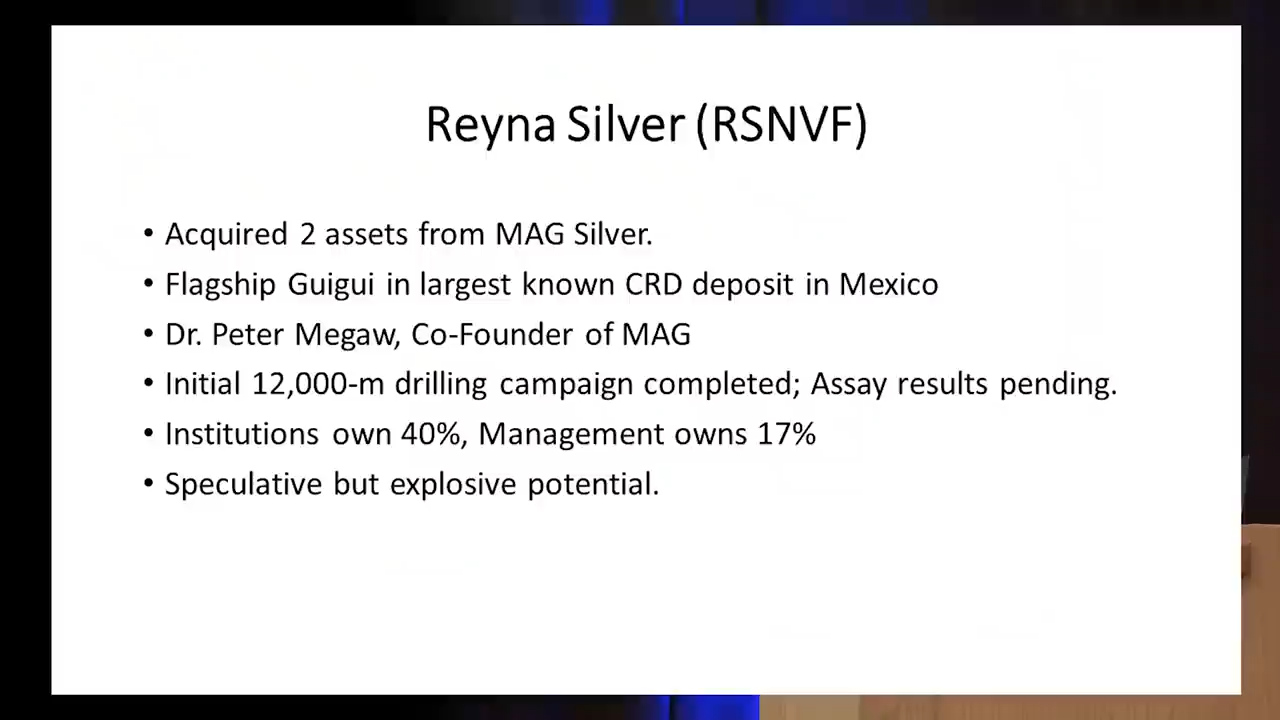 Reyna Silver (RSNVF)
• Acquired 2 assets from MAG Silver.
• Flagship Guigui in largest known CRD deposit in Mexico
• Dr. Peter Megaw, Co-Founder of MAG
• Initial 12,000-m drilling campaign completed; Assay results pending.
• Institutions own 40%, Management owns 17%
• Speculative but explosive potential.